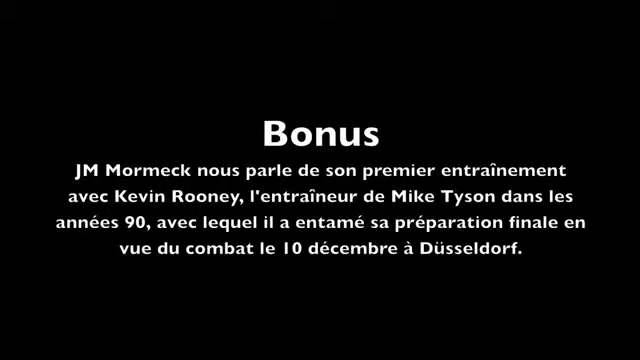 Bonus
JM Mormeck nous parle de son premier entraînement
avec Kevin Rooney, l'entraîneur de Mike Tyson dans les
années 90, avec lequel il a entamé sa préparation finale en
vue du combat le 10 décembre à Düsseldorf.